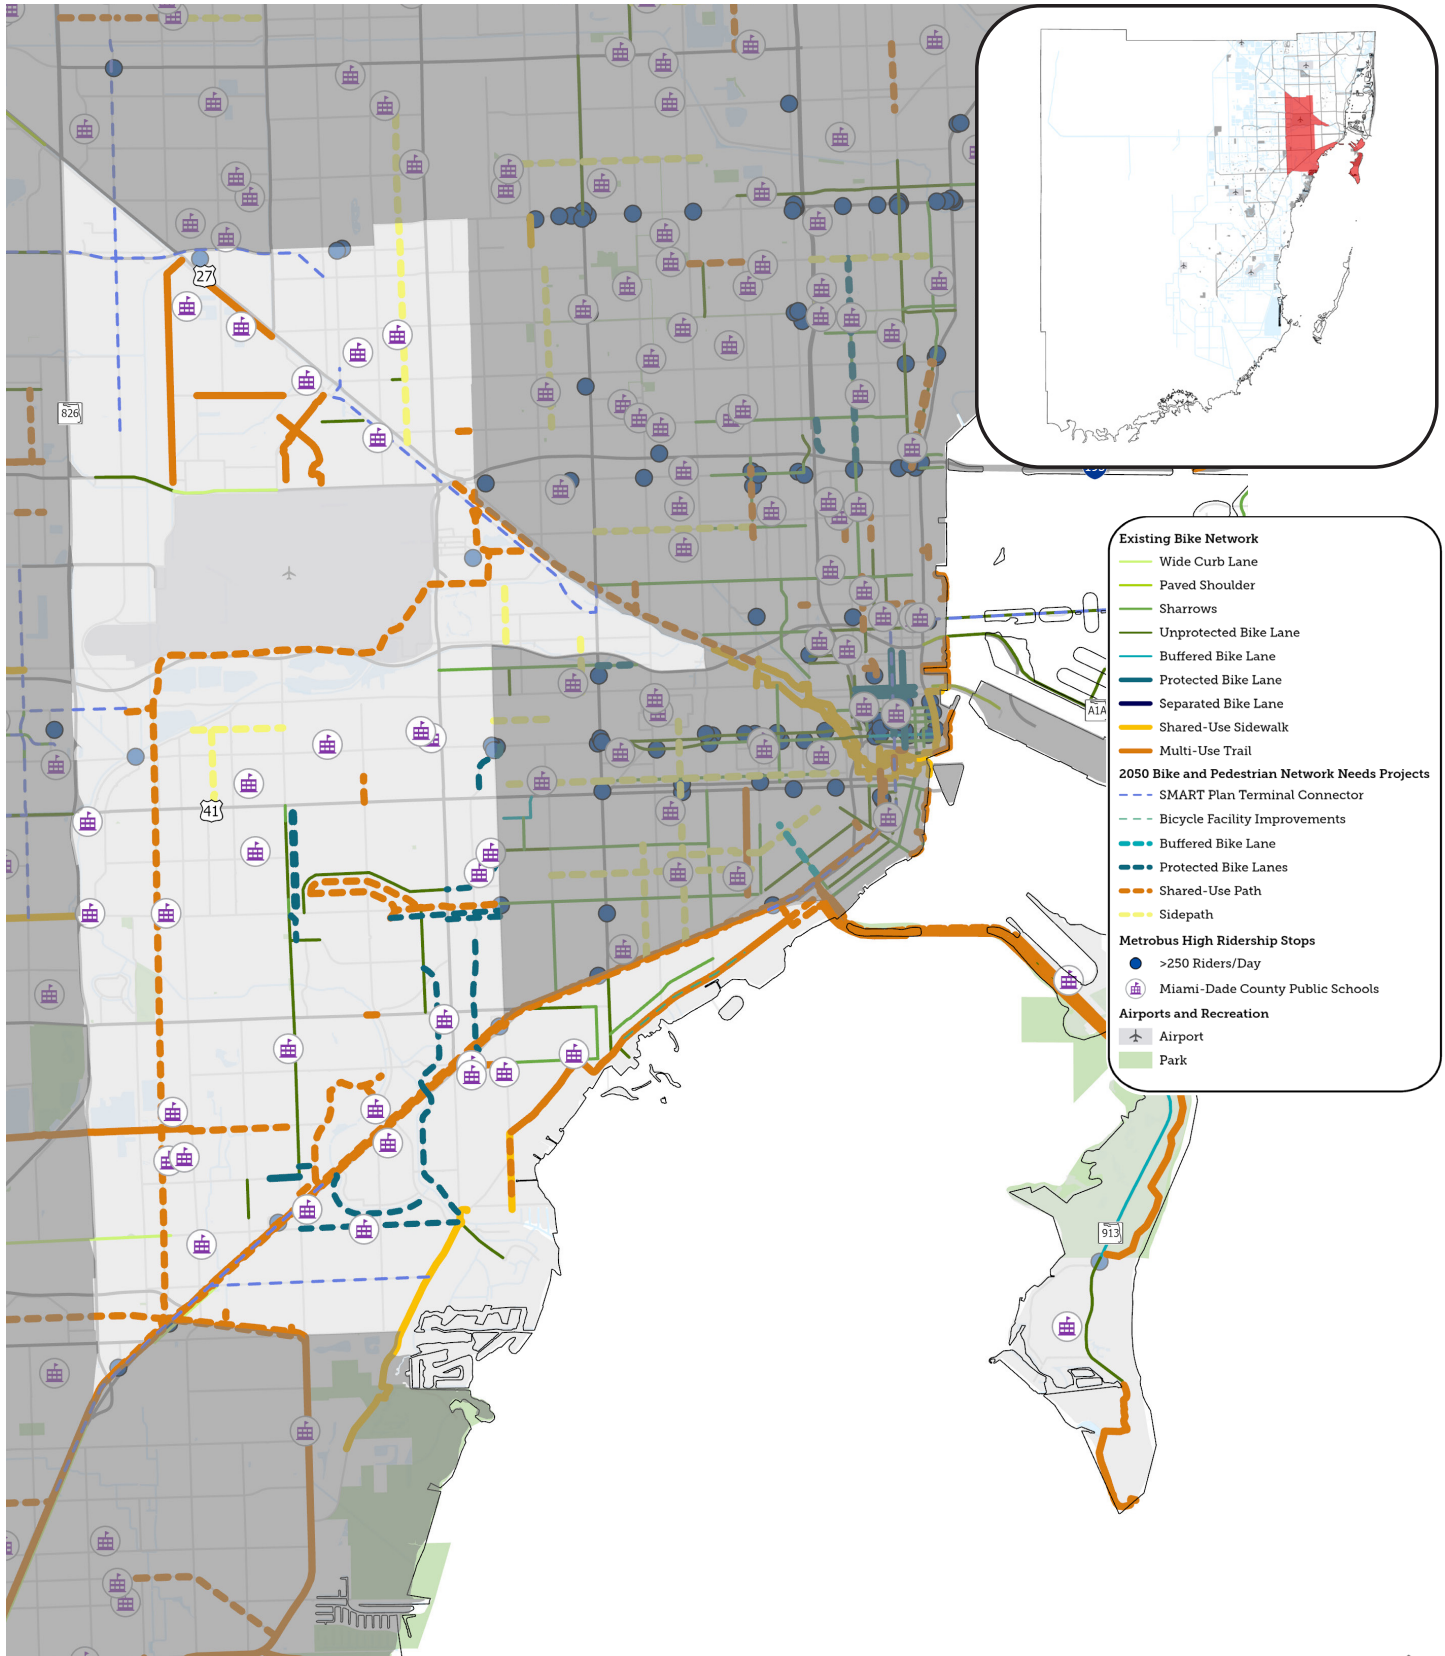 27
826
41
A1A
913
Existing Bike Network
Wide Curb Lane
Paved Shoulder
Sharrows
Unprotected Bike Lane
Buffered Bike Lane
Protected Bike Lane
Separated Bike Lane
Shared-Use Sidewalk
Multi-Use Trail
2050 Bike and Pedestrian Network Needs Projects
SMART Plan Terminal Connector
Bicycle Facility Improvements
Buffered Bike Lane
Protected Bike Lanes
Shared-Use Path
Sidepath
Metrobus High Ridership Stops
>250 Riders/Day
Miami-Dade County Public Schools
Airports and Recreation
Airport
Park